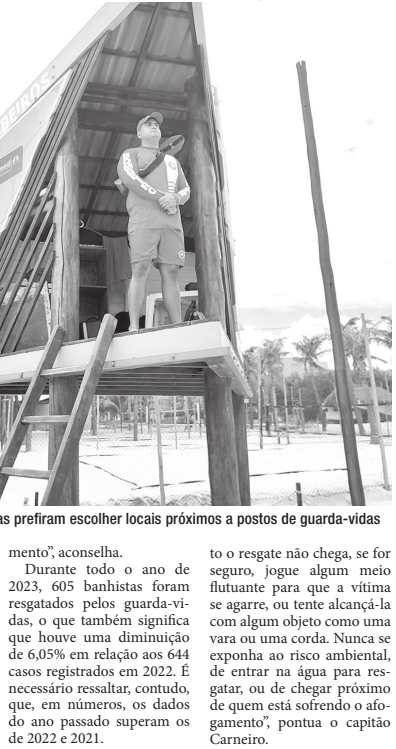 BEIROS
as prefiram escolher locais próximos a postos de guarda-vidas
mento”, aconselha.
Durante todo o ano de
2023, 605 banhistas foram
resgatados pelos guarda-vi-
das, o que também significa
que houve uma diminuição
de 6,05% em relação aos 644
casos registrados em 2022. É
necessário ressaltar, contudo,
que, em números, os dados
do ano passado superam os
de 2022 e 2021.
to o resgate não chega, se for
seguro, jogue algum meio
flutuante para que a vítima
se agarre, ou tente alcançá-la
com algum objeto como uma
vara ou uma corda. Nunca se
exponha ao risco ambiental,
de entrar na água para res-
gatar, ou de chegar próximo
de quem está sofrendo o afo-
gamento”, pontua o capitão
Carneiro.